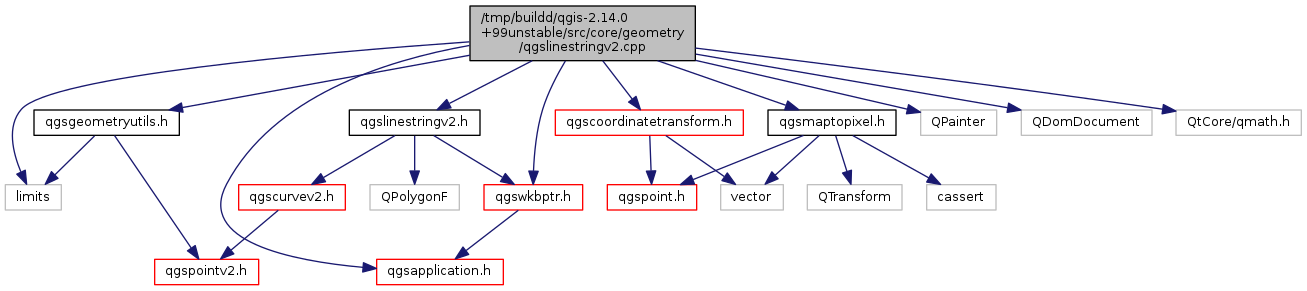 /tmp/buildd/qgis-2.14.0
+99unstable/src/core/geometry
/qgslinestringv2.cpp
qgsgeometryutils.h
qgslinestringv2.h
qgscoordinatetransform.h
qgsmaptopixel.h
QPainter
QDomDocument
QtCore/qmath.h
limits
qgscurvev2.h
QPolygonF
qgswkbptr.h
qgspoint.h
vector
QTransform
cassert
qgspointv2.h
qgsapplication.h